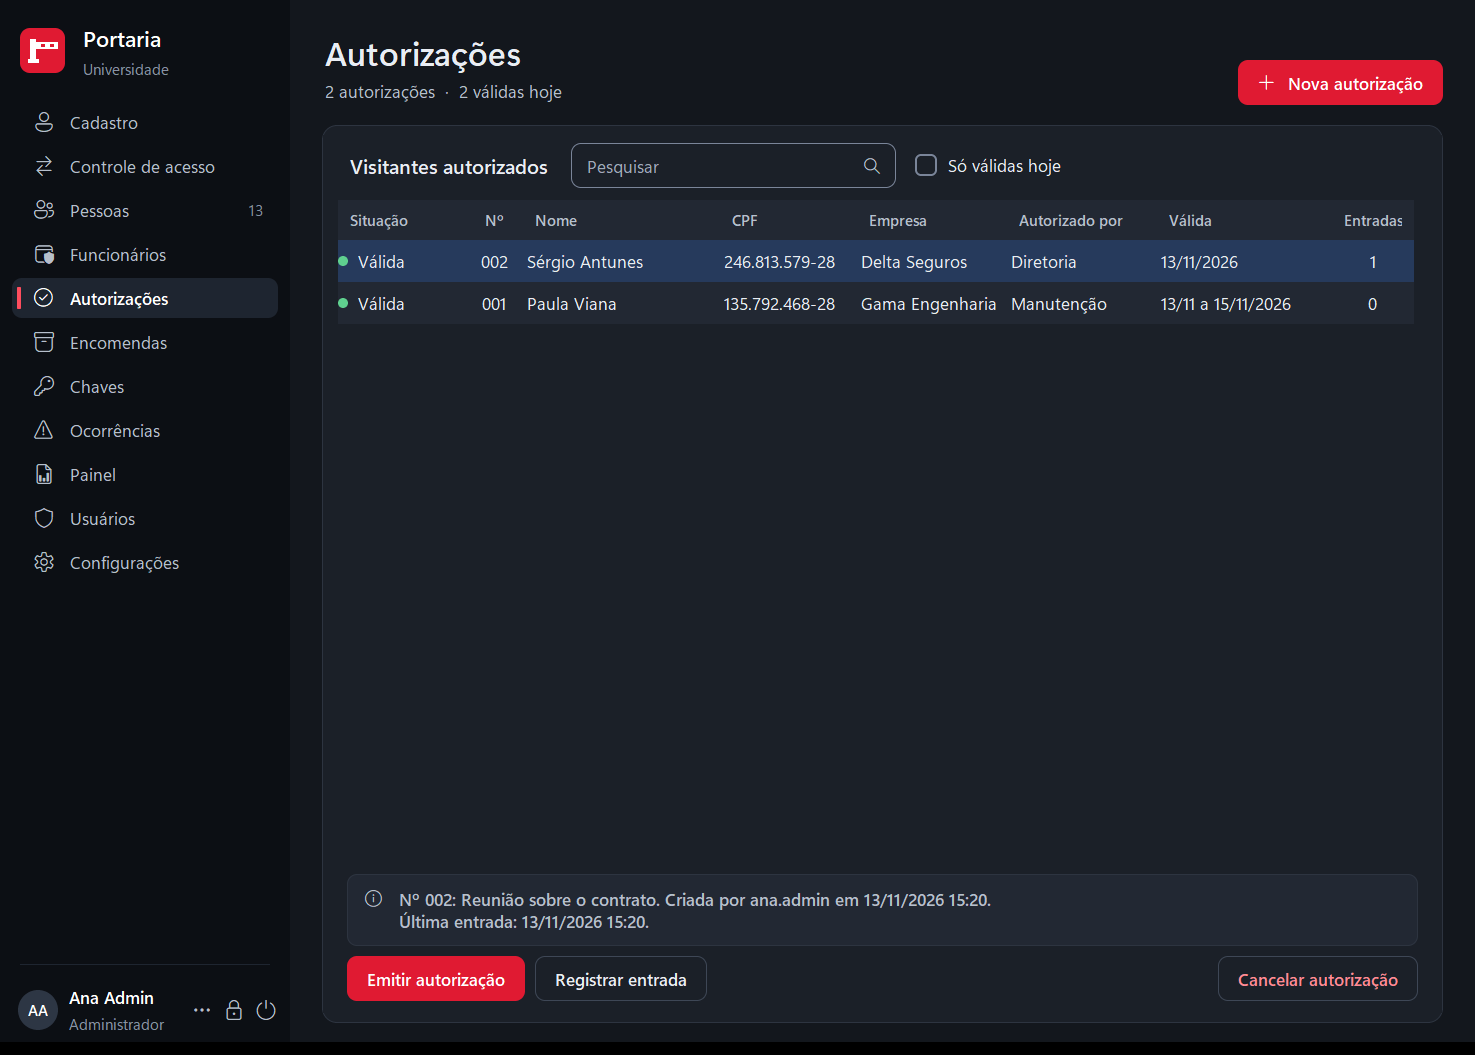 Portaria
Universidade
Cadastro
Controle de acesso
Pessoas 13
Funcionários
Autorizações
Encomendas
Chaves
Ocorrências
Painel
Usuários
Configurações
AA
Ana Admin
Administrador
Autorizações
2 autorizações · 2 válidas hoje
Nova autorização
Visitantes autorizados
Pesquisar
Só válidas hoje
Situação Nº Nome CPF Empresa Autorizado por Válida Entradas
Válida 002 Sérgio Antunes 246.813.579-28 Delta Seguros Diretoria 13/11/2026 1
Válida 001 Paula Viana 135.792.468-28 Gama Engenharia Manutenção 13/11 a 15/11/2026 0
Nº 002: Reunião sobre o contrato. Criada por ana.admin em 13/11/2026 15:20.
Última entrada: 13/11/2026 15:20.
Emitir autorização
Registrar entrada
Cancelar autorização